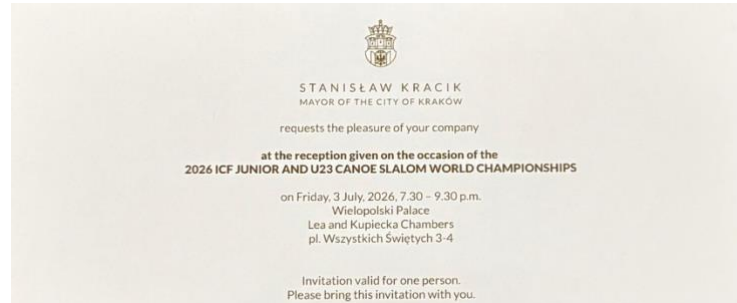 STANISŁAW KRACIK
MAYOR OF THE CITY OF KRAKÓW
requests the pleasure of your company
at the reception given on the occasion of the
2026 ICF JUNIOR AND U23 CANOE SLALOM WORLD CHAMPIONSHIPS
on Friday, 3 July, 2026, 7.30 – 9.30 p.m.
Wielopolski Palace
Lea and Kupiecka Chambers
pl. Wszystkich Świętych 3-4
Invitation valid for one person.
Please bring this invitation with you.